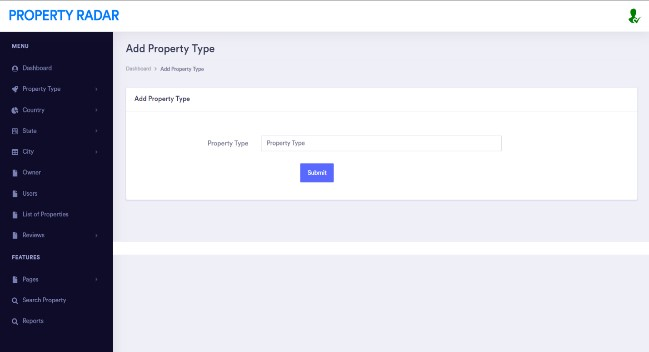 PROPERTY RADAR
MENU
Dashboard
Property Type
Country
State
City
Owner
Users
List of Properties
Reviews
FEATURES
Pages
Search Property
Reports
Add Property Type
Dashboard > Add Property Type
Add Property Type
Property Type
Property Type
Submit